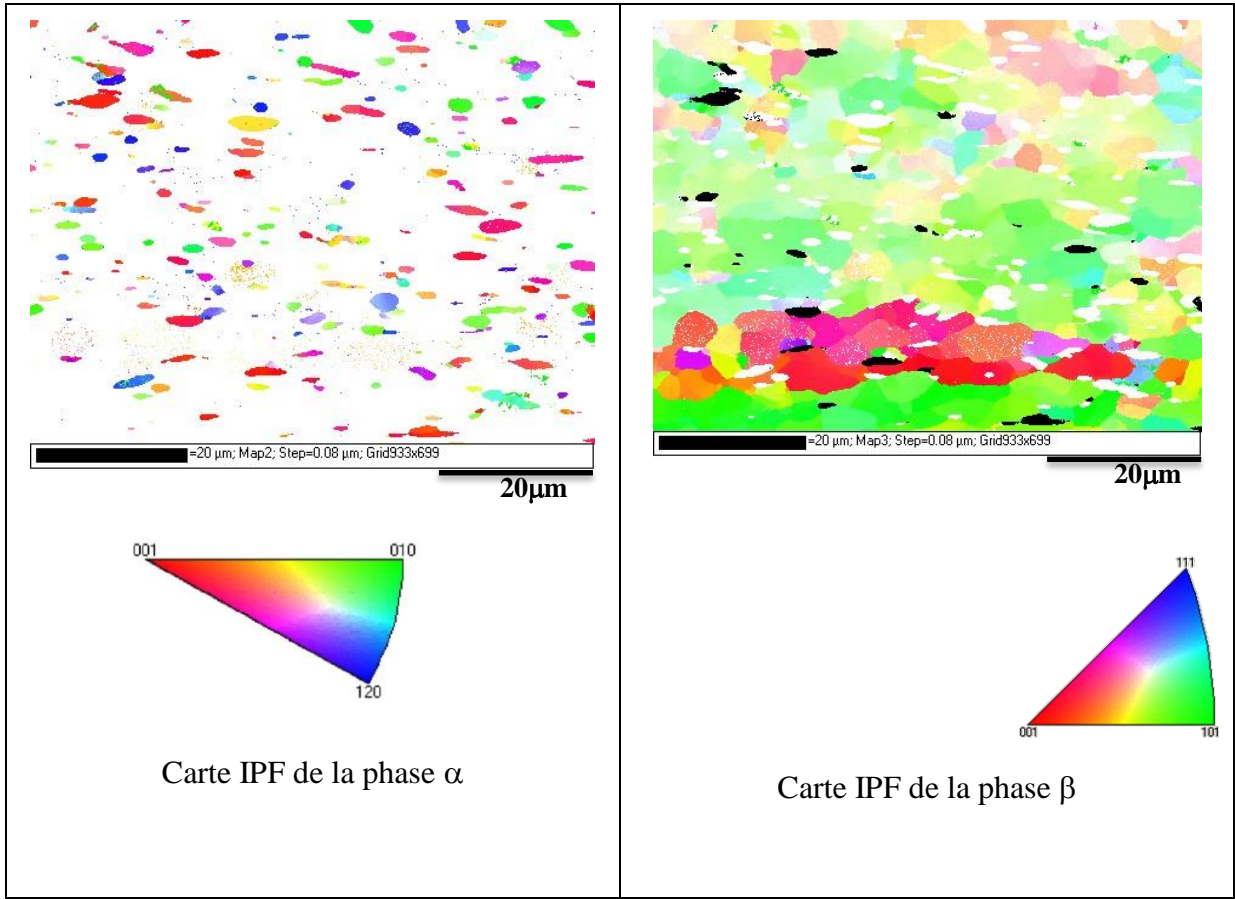 =20 µm; Map2; Step=0.08 µm; Grid933x699
20µm
001
010
120
Carte IPF de la phase α
=20 µm; Map3; Step=0.08 µm; Grid933x699
20µm
111
001
101
Carte IPF de la phase β